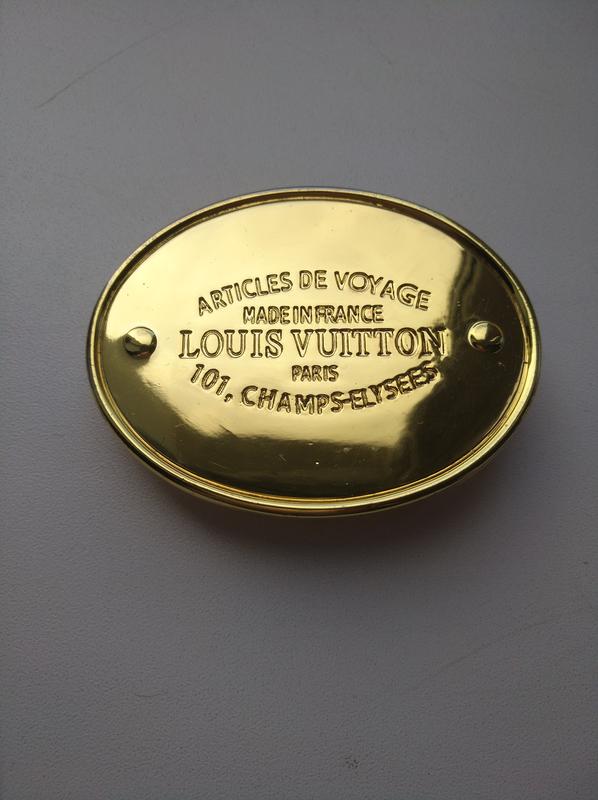 ARTICLES DE VOYAGE
MADE IN FRANCE
LOUIS VUITTON
PARIS
101, CHAMPS-ELYSEES